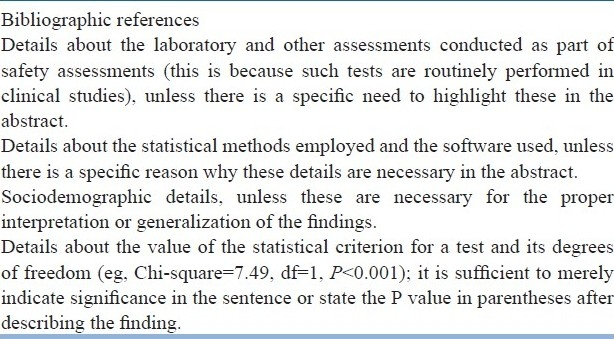 Bibliographic references
Details about the laboratory and other assessments conducted as part of
safety assessments (this is because such tests are routinely performed in
clinical studies), unless there is a specific need to highlight these in the
abstract.
Details about the statistical methods employed and the software used, unless
there is a specific reason why these details are necessary in the abstract.
Sociodemographic details, unless these are necessary for the proper
interpretation or generalization of the findings.
Details about the value of the statistical criterion for a test and its degrees
of freedom (eg, Chi-square=7.49, df=1, P<0.001); it is sufficient to merely
indicate significance in the sentence or state the P value in parentheses after
describing the finding.